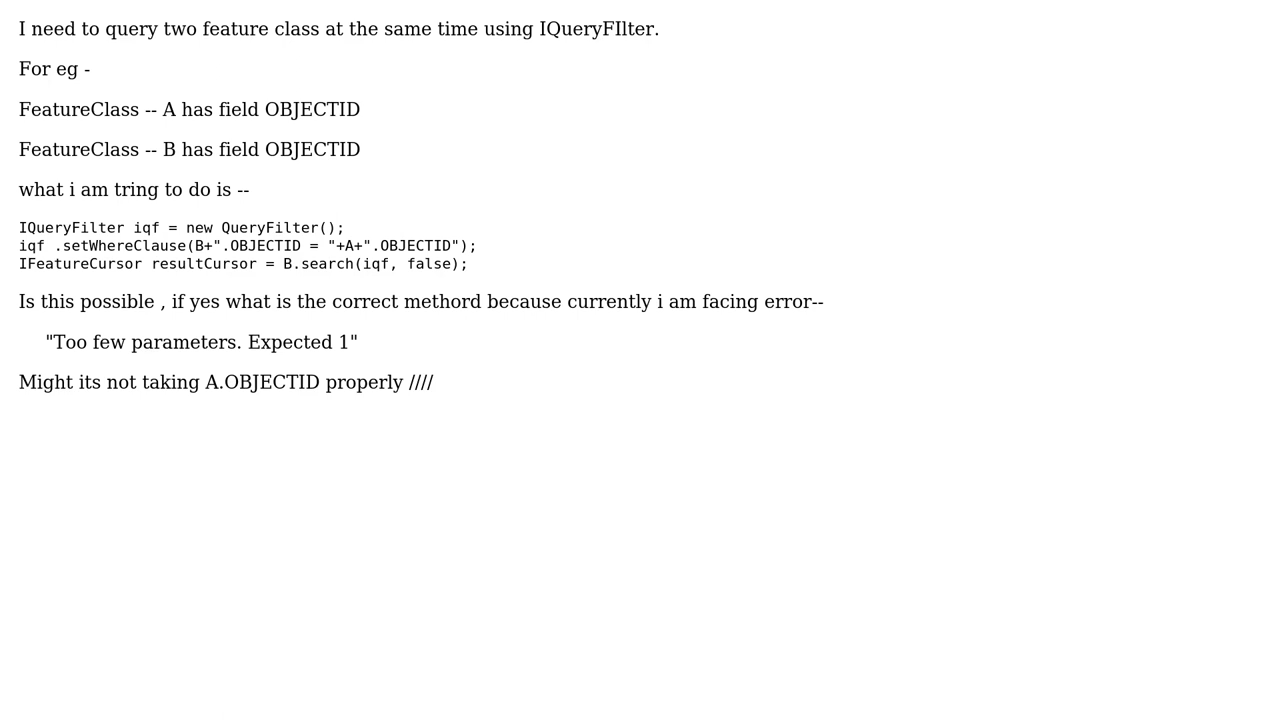 I need to query two feature class at the same time using IQueryFIlter.
For eg -
FeatureClass -- A has field OBJECTID
FeatureClass -- B has field OBJECTID
what i am tring to do is --
IQueryFilter iqf = new QueryFilter();
iqf .setWhereClause(B+".OBJECTID = "+A+".OBJECTID");
IFeatureCursor resultCursor = B.search(iqf, false);
Is this possible , if yes what is the correct methord because currently i am facing error--
"Too few parameters. Expected 1"
Might its not taking A.OBJECTID properly ////